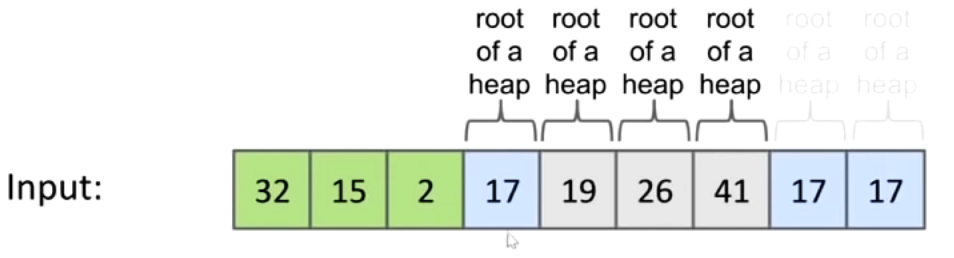 root root root root root root
of a of a of a of a of a of a
heap heap heap heap heap heap
Input: 32 15 2 17 19 26 41 17 17